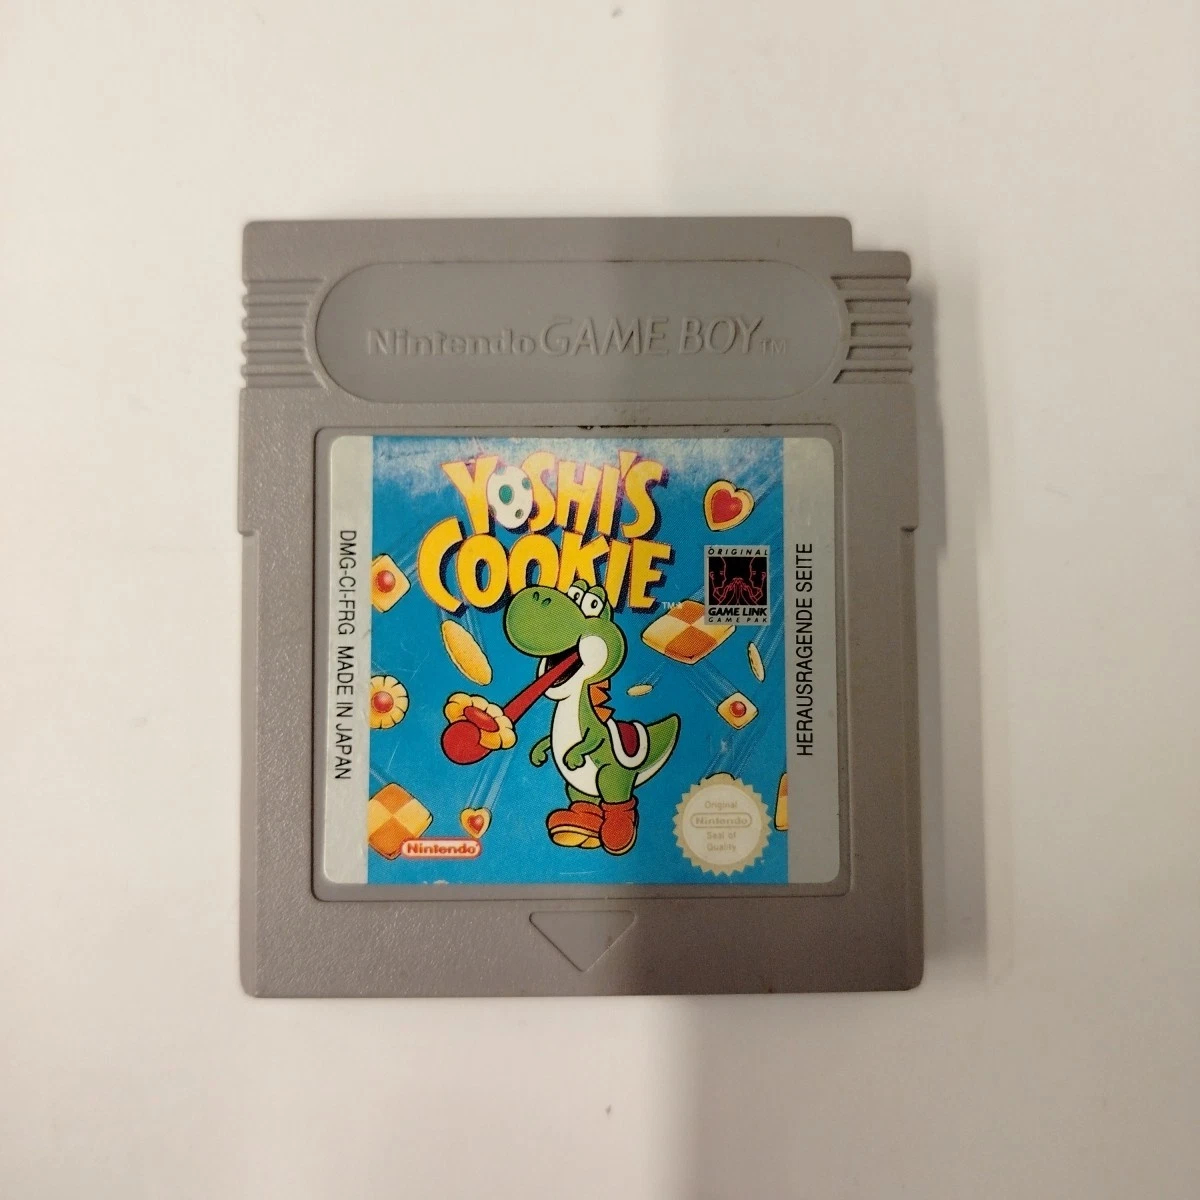 Nintendo GAME BOY TM
YOSHI'S
COOKIE TM
ORIGINAL
GAME LINK
GAME PAK
DMG-CI-FRG MADE IN JAPAN
HERAUSRAGENDE SEITE
Nintendo
Original
Nintendo
Seal of
Quality